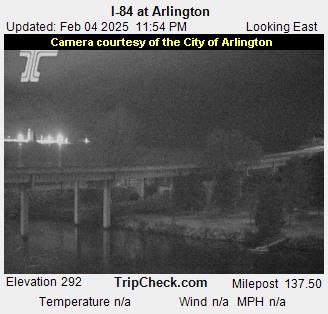 I-84 at Arlington
Updated: Feb 04 2025 11:54 PM Looking East
Camera courtesy of the City of Arlington
Elevation 292 TripCheck.com Milepost 137.50
Temperature n/a Wind n/a MPH n/a